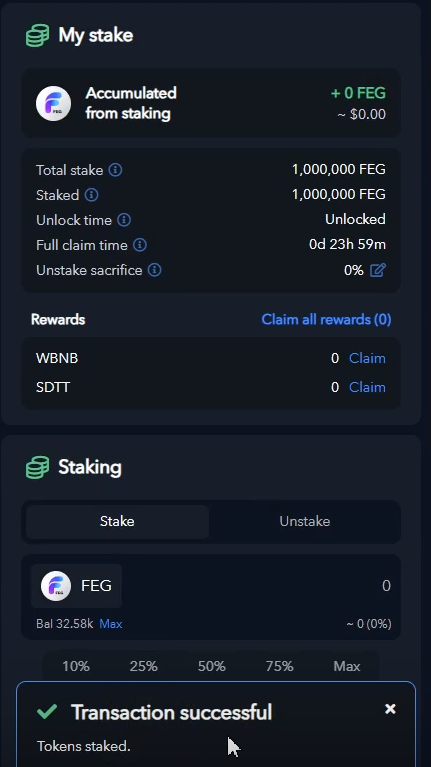 My stake
FEG
Accumulated
from staking
+ 0 FEG
~ $0.00
Total stake 1,000,000 FEG
Staked 1,000,000 FEG
Unlock time Unlocked
Full claim time 0d 23h 59m
Unstake sacrifice 0%
Rewards Claim all rewards (0)
WBNB 0 Claim
SDTT 0 Claim
Staking
Stake Unstake
FEG FEG 0
Bal 32.58k Max ~ 0 (0%)
10% 25% 50% 75% Max
Transaction successful
Tokens staked.